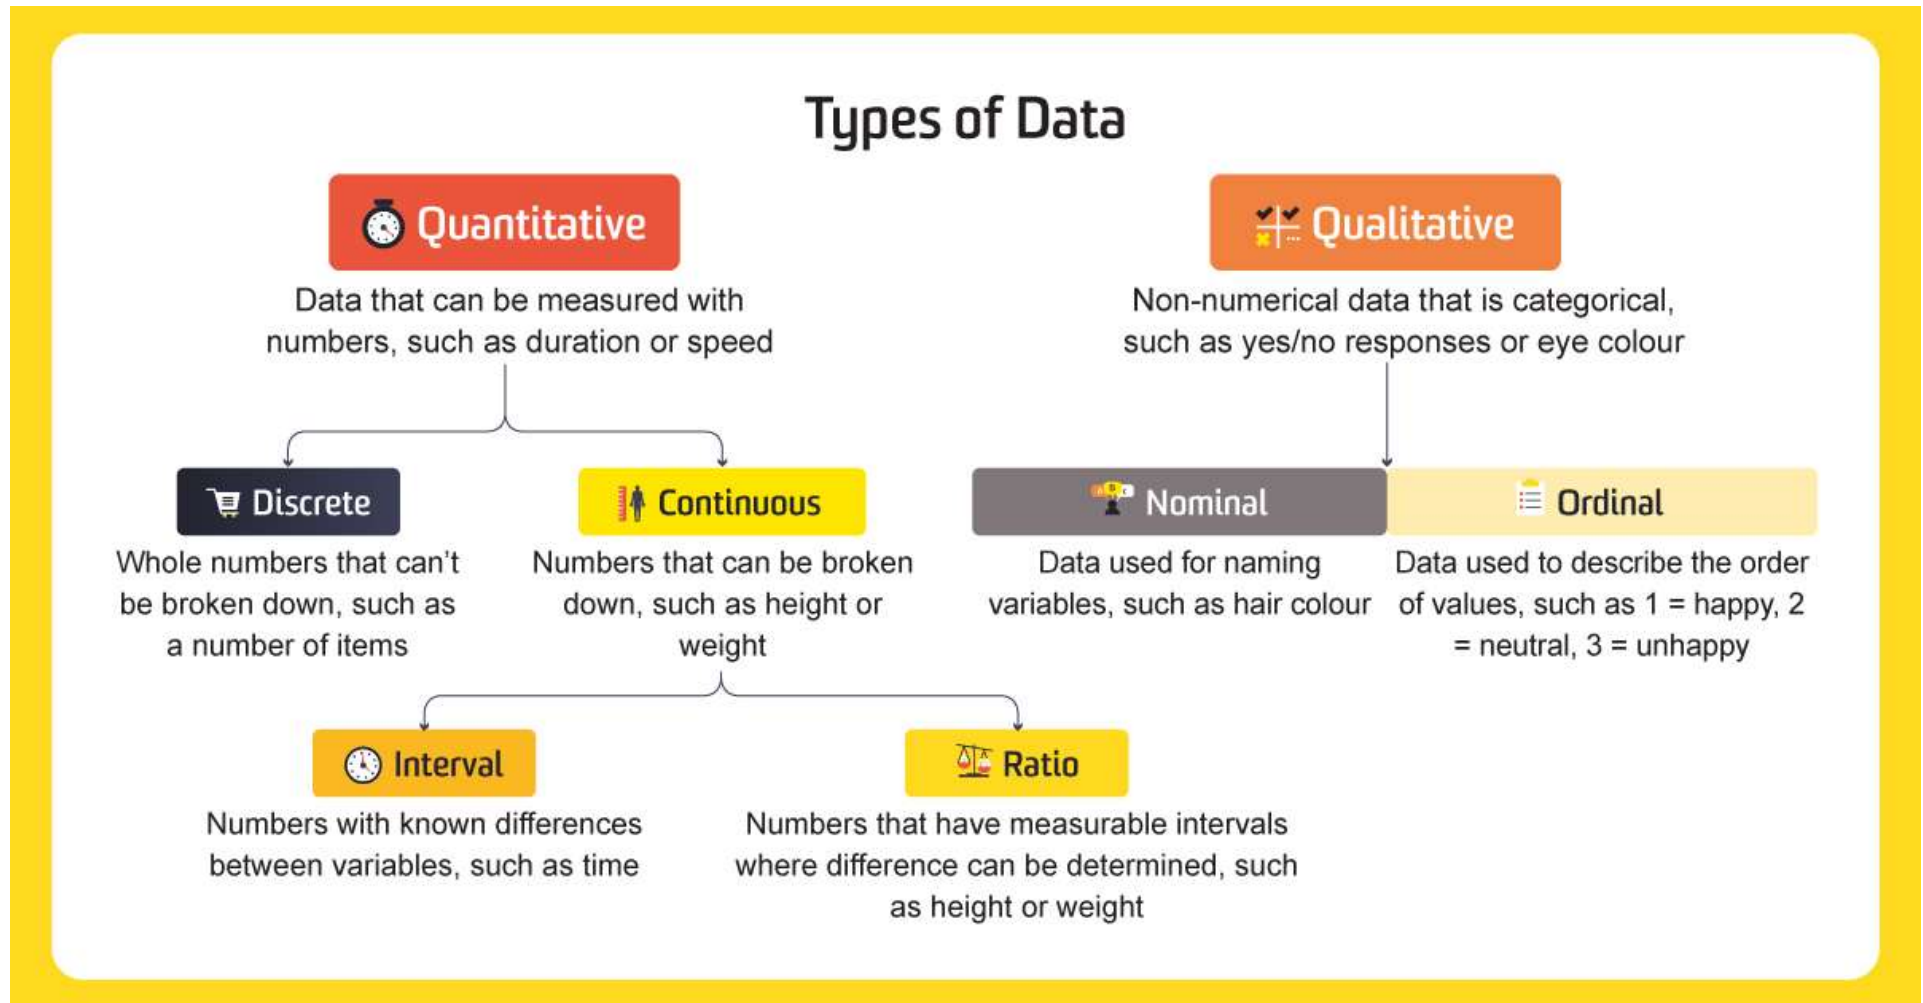 Types of Data
Quantitative
Data that can be measured with
numbers, such as duration or speed
Qualitative
Non-numerical data that is categorical,
such as yes/no responses or eye colour
Discrete
Whole numbers that can't
be broken down, such as
a number of items
Continuous
Numbers that can be broken
down, such as height or
weight
Nominal
Data used for naming
variables, such as hair colour
Ordinal
Data used to describe the order
of values, such as 1 = happy, 2
= neutral, 3 = unhappy
Interval
Numbers with known differences
between variables, such as time
Ratio
Numbers that have measurable intervals
where difference can be determined, such
as height or weight